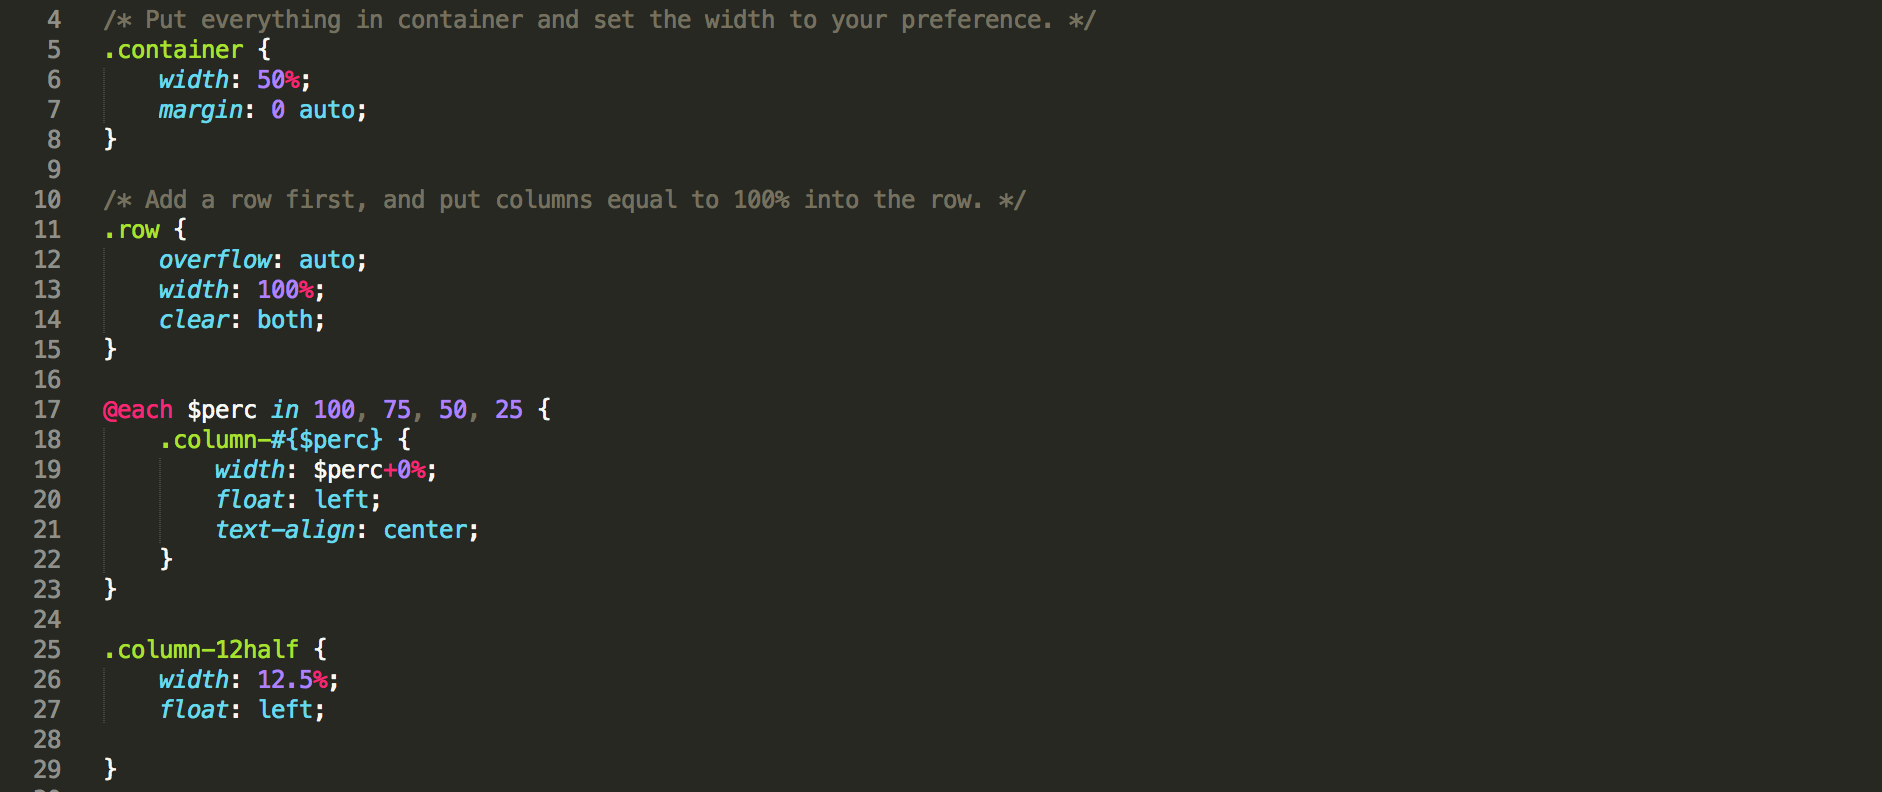 4 /* Put everything in container and set the width to your preference. */
5 .container {
6 width: 50%;
7 margin: 0 auto;
8 }
9
10 /* Add a row first, and put columns equal to 100% into the row. */
11 .row {
12 overflow: auto;
13 width: 100%;
14 clear: both;
15 }
16
17 @each $perc in 100, 75, 50, 25 {
18 .column-#{$perc} {
19 width: $perc+0%;
20 float: left;
21 text-align: center;
22 }
23 }
24
25 .column-12half {
26 width: 12.5%;
27 float: left;
28
29 }